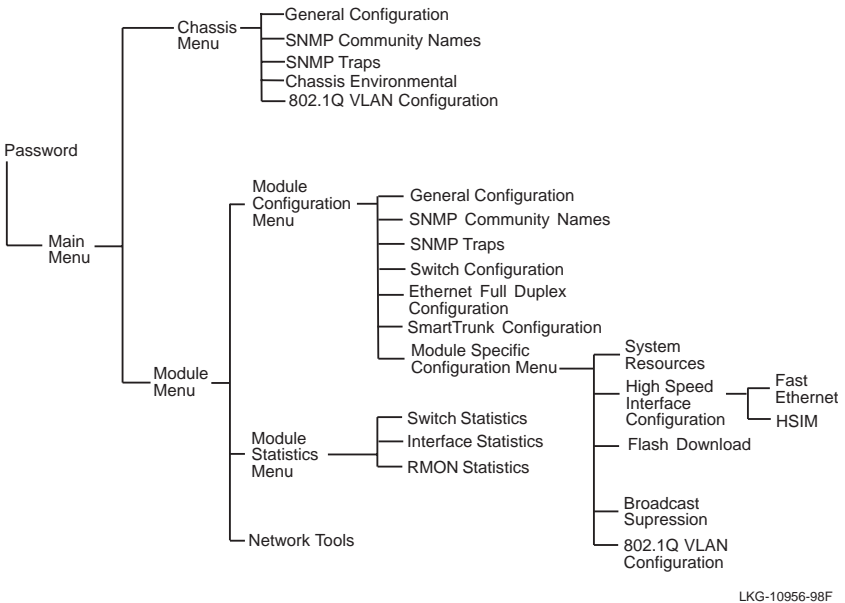 General Configuration
Chassis
Menu
SNMP Community Names
SNMP Traps
Chassis Environmental
802.1Q VLAN Configuration
Password
Main
Menu
Module
Configuration
Menu
General Configuration
SNMP Community Names
SNMP Traps
Switch Configuration
Ethernet Full Duplex
Configuration
SmartTrunk Configuration
Module Specific
Configuration Menu
System
Resources
High Speed
Interface
Configuration
Fast
Ethernet
HSIM
Flash Download
Broadcast
Supression
802.1Q VLAN
Configuration
Module
Menu
Module
Statistics
Menu
Switch Statistics
Interface Statistics
RMON Statistics
Network Tools
LKG-10956-98F